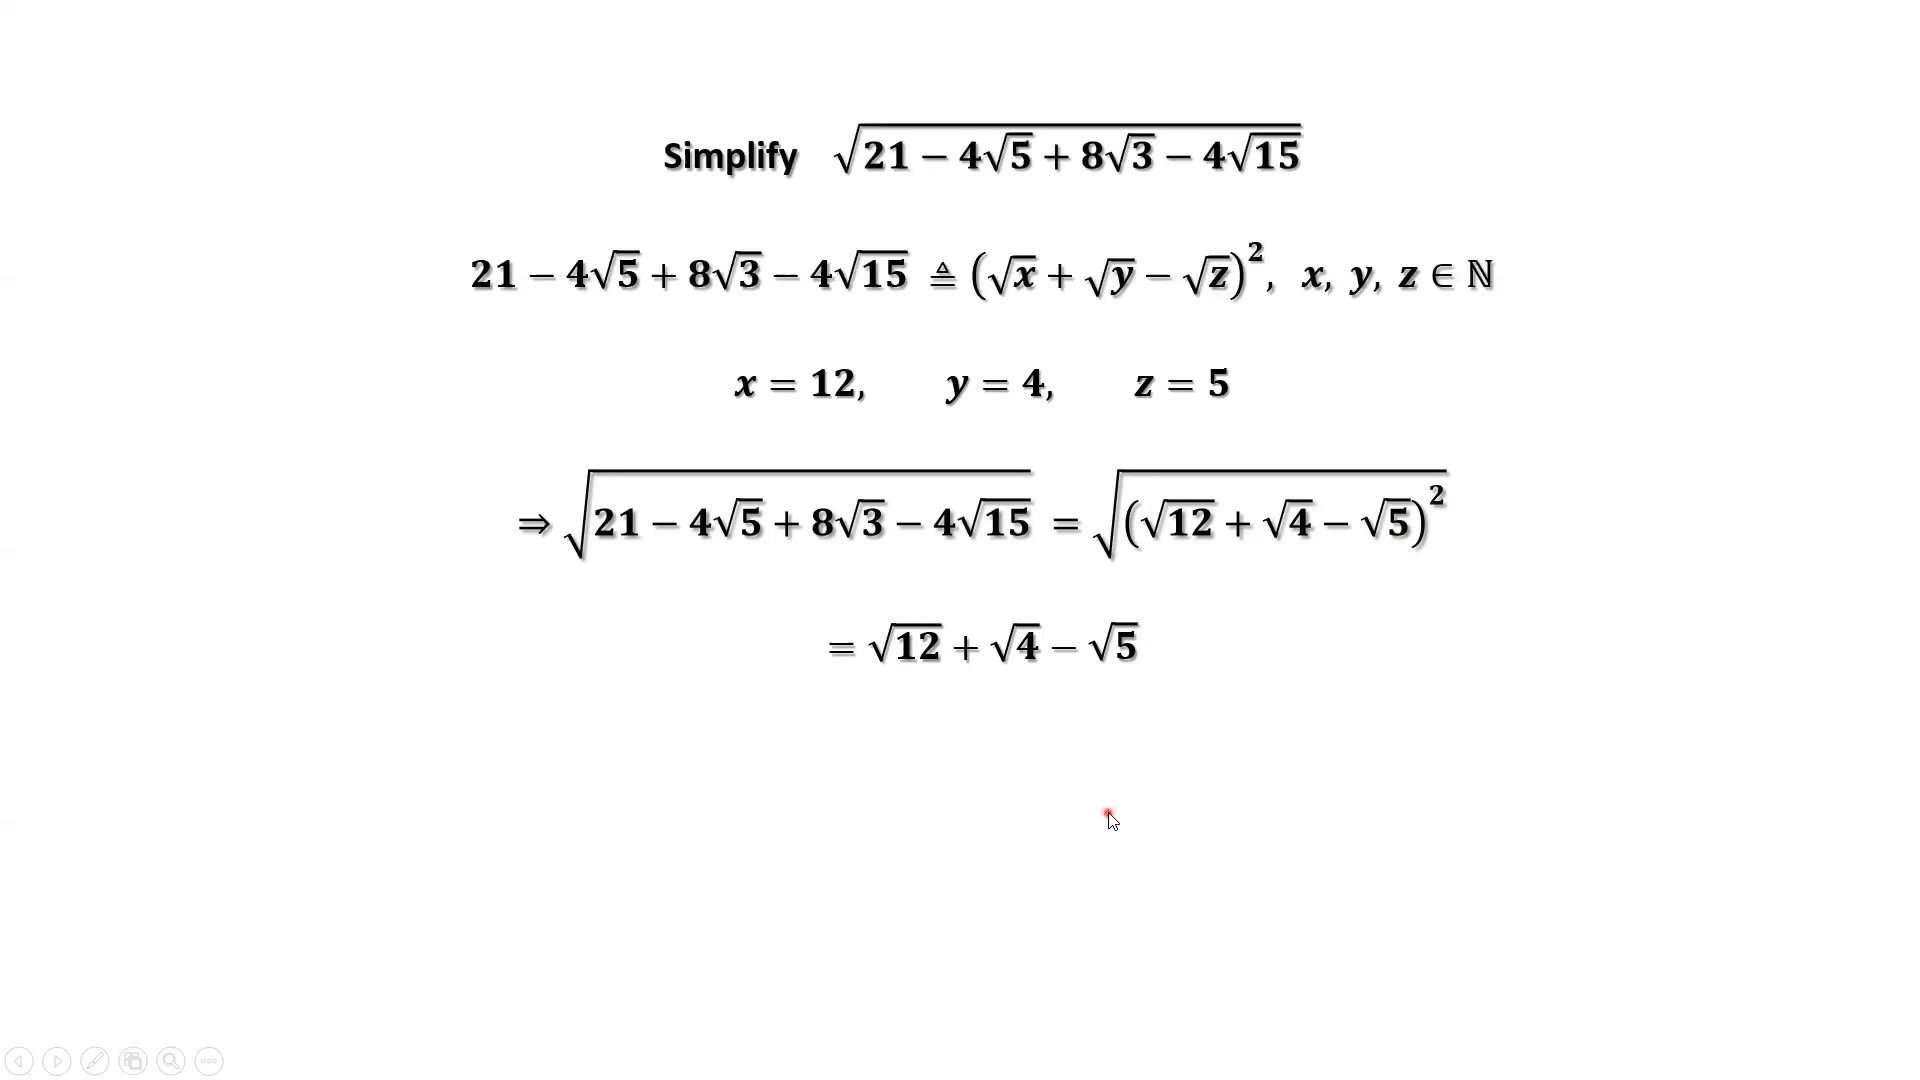 Simplify √(21 − 4√5 + 8√3 − 4√15)
21 − 4√5 + 8√3 − 4√15 ≜ (√x + √y − √z)², x, y, z ∈ ℕ
x = 12, y = 4, z = 5
⇒ √(21 − 4√5 + 8√3 − 4√15) = √((√12 + √4 − √5)²)
= √12 + √4 − √5